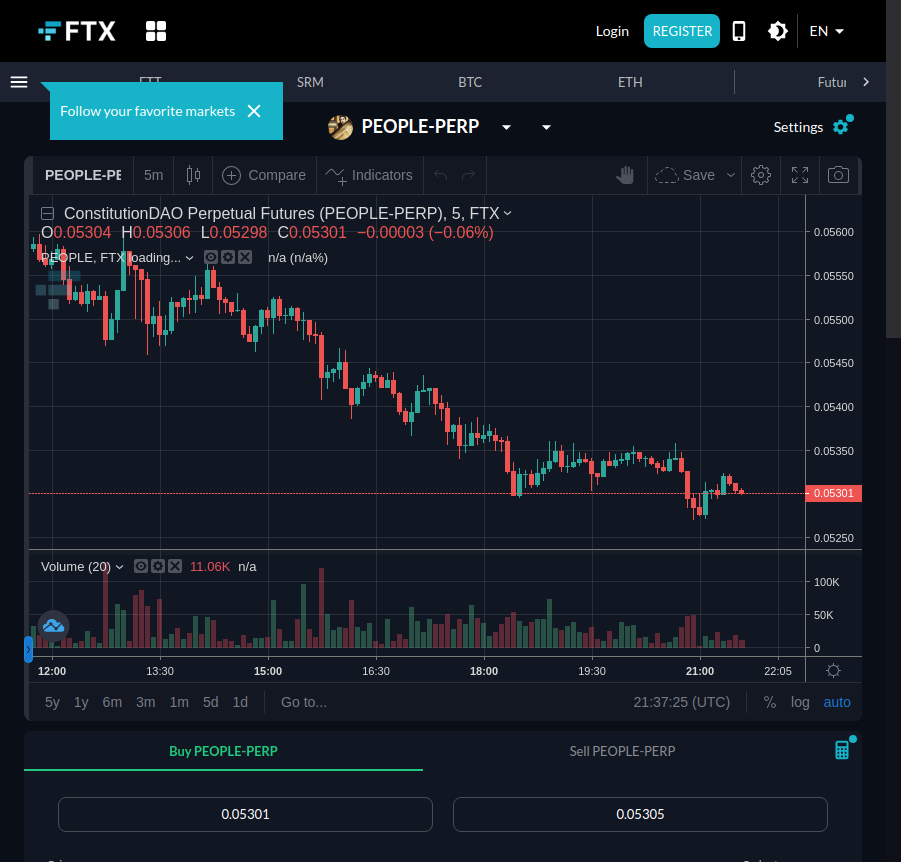 FTX
Login
REGISTER
EN
FTT
SRM
BTC
ETH
Futur
Follow your favorite markets
PEOPLE-PERP
Settings
PEOPLE-PE
5m
Compare
Indicators
Save
ConstitutionDAO Perpetual Futures (PEOPLE-PERP), 5, FTX
O0.05304 H0.05306 L0.05298 C0.05301 −0.00003 (−0.06%)
PEOPLE, FTX loading... n/a (n/a%)
0.05600
0.05550
0.05500
0.05450
0.05400
0.05350
0.05301
0.05250
Volume (20) 11.06K n/a
100K
50K
0
12:00 13:30 15:00 16:30 18:00 19:30 21:00 22:05
5y 1y 6m 3m 1m 5d 1d Go to... 21:37:25 (UTC) % log auto
Buy PEOPLE-PERP
Sell PEOPLE-PERP
0.05301
0.05305